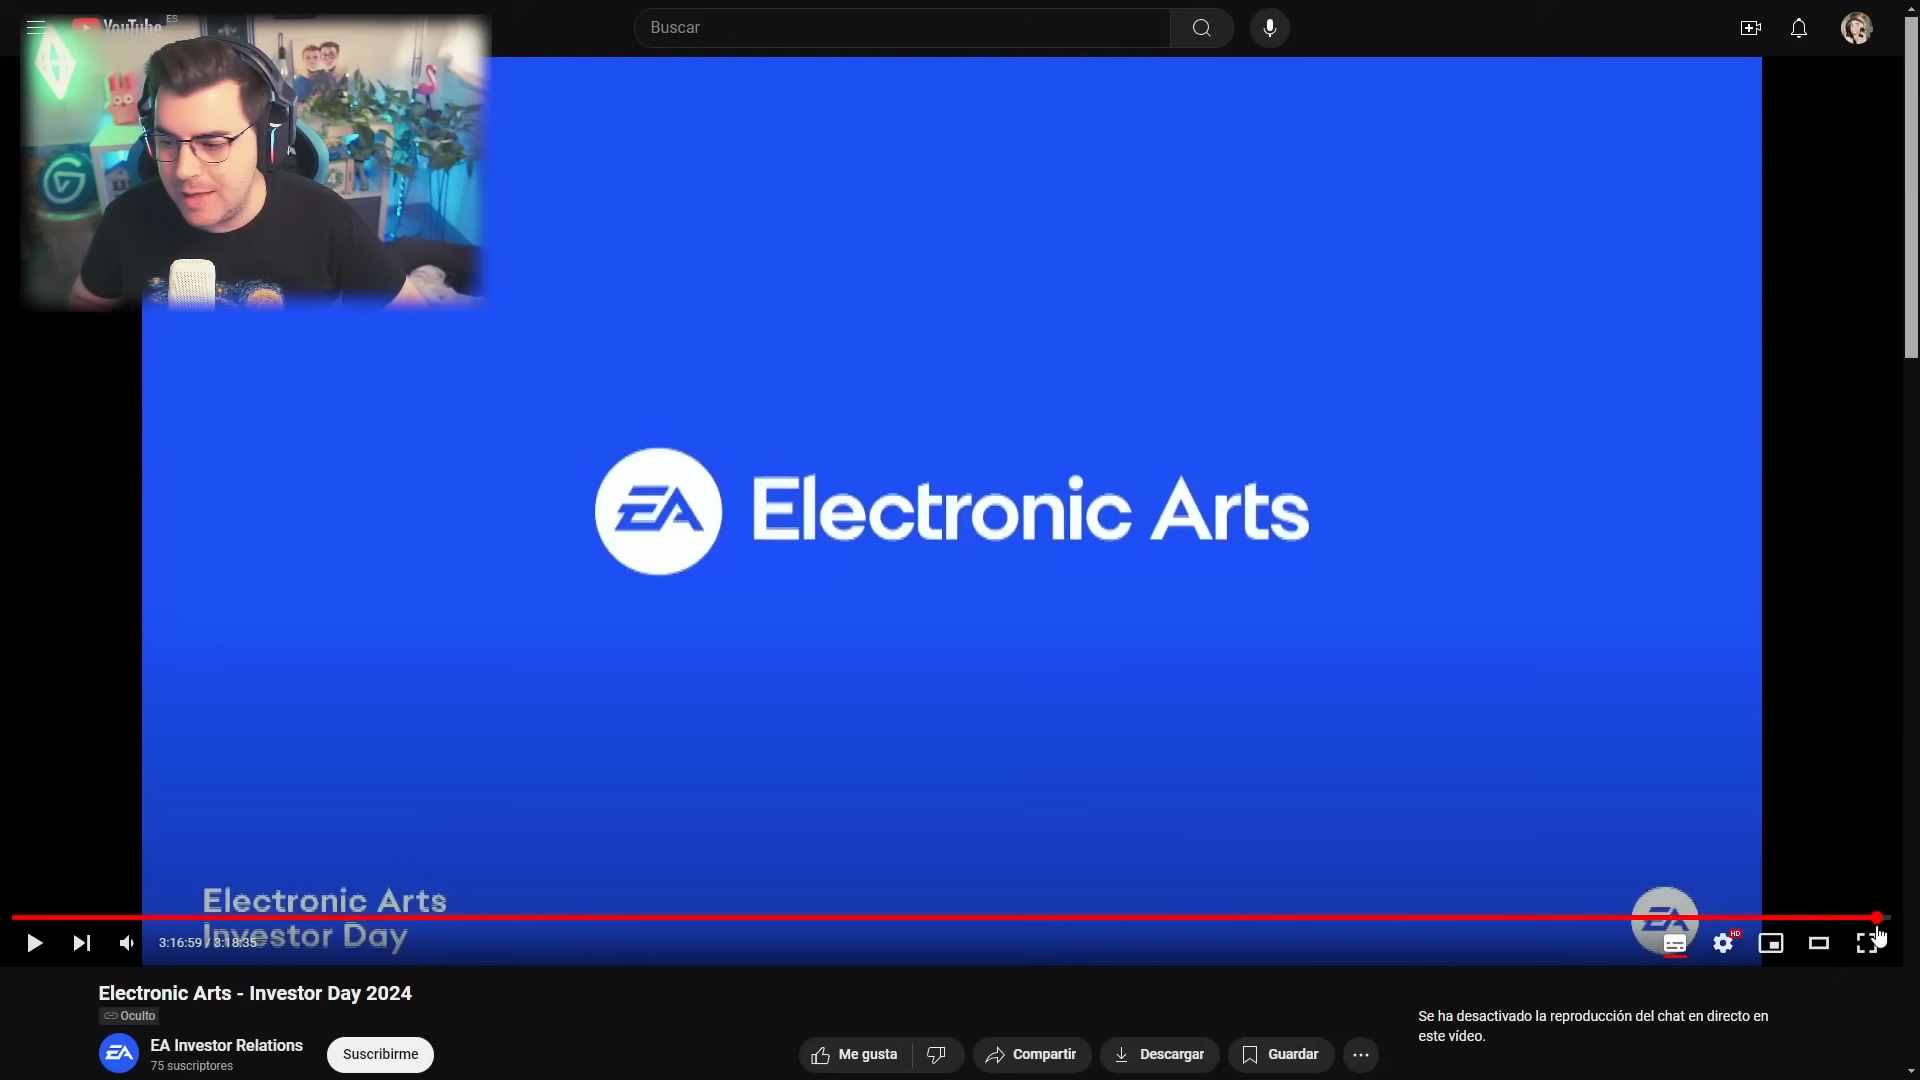 YouTube ES
Buscar
EA Electronic Arts
Electronic Arts
Investor Day
EA
3:16:59 / 3:18:35
HD
Electronic Arts - Investor Day 2024
Oculto
EA
EA Investor Relations
75 suscriptores
Suscribirme
Me gusta
Compartir
Descargar
Guardar
Se ha desactivado la reproducción del chat en directo en
este vídeo.